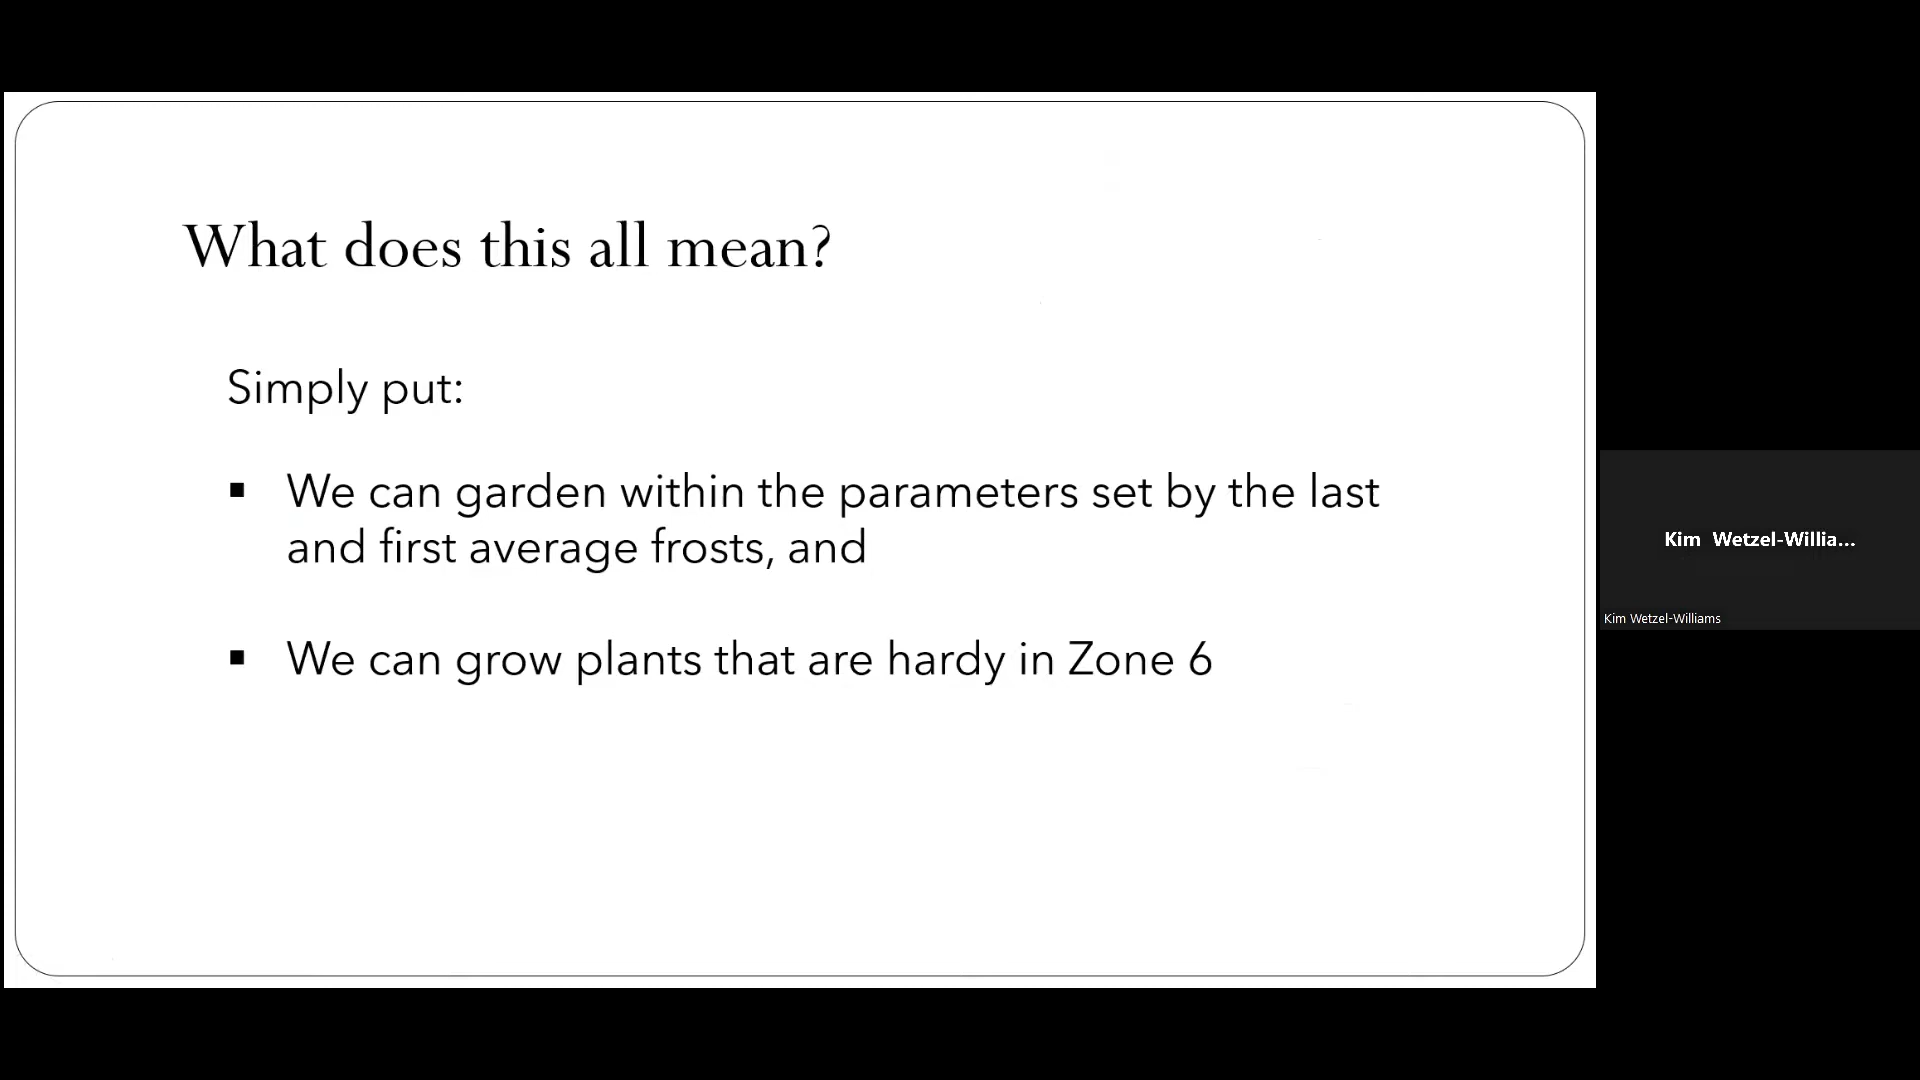 What does this all mean?
Simply put:
▪ We can garden within the parameters set by the last
and first average frosts, and
▪ We can grow plants that are hardy in Zone 6
Kim Wetzel-Willia...
Kim Wetzel-Williams